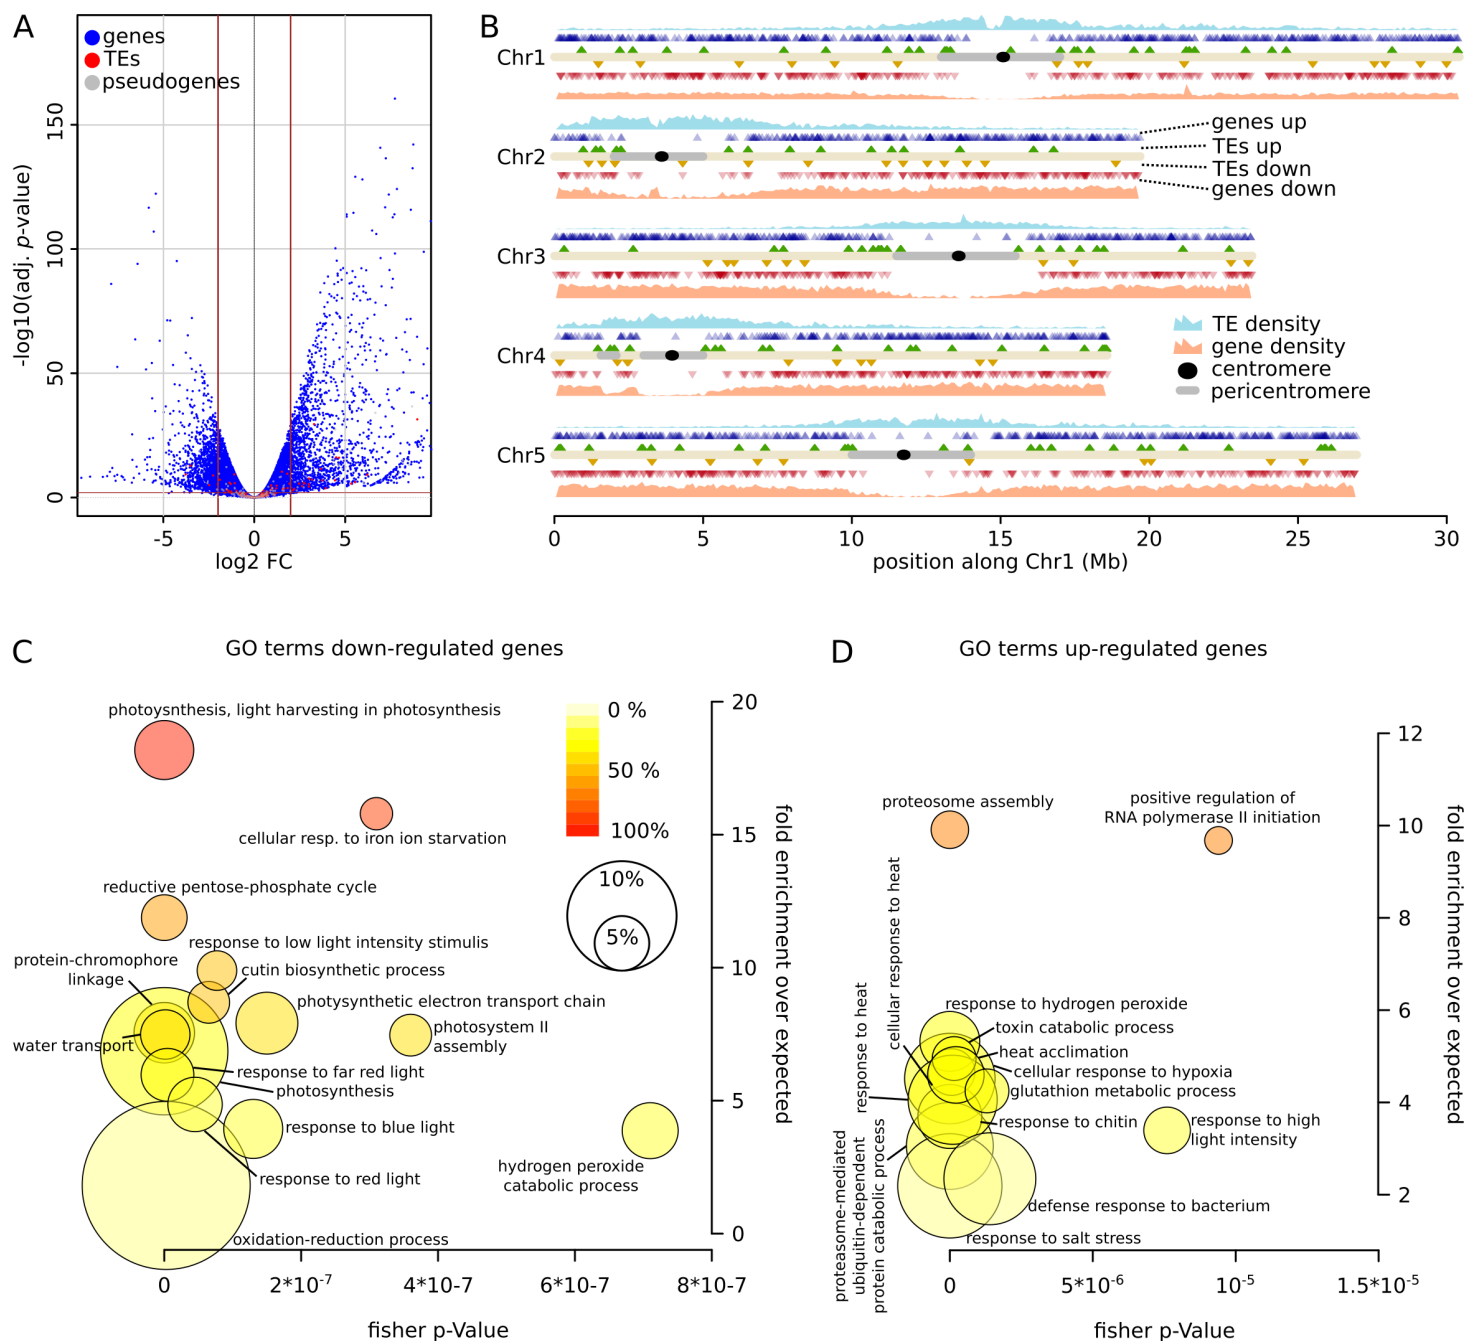 A
genes
TEs
pseudogenes
-log10(adj. p-value)
0
50
100
150
-5
0
5
log2 FC
B
Chr1
Chr2
Chr3
Chr4
Chr5
genes up
TEs up
TEs down
genes down
TE density
gene density
centromere
pericentromere
0
5
10
15
20
25
30
position along Chr1 (Mb)
C
GO terms down-regulated genes
photoysnthesis, light harvesting in photosynthesis
cellular resp. to iron ion starvation
reductive pentose-phosphate cycle
response to low light intensity stimulis
protein-chromophore
linkage
cutin biosynthetic process
photysynthetic electron transport chain
water transport
photosystem II
assembly
response to far red light
photosynthesis
response to blue light
response to red light
hydrogen peroxide
catabolic process
oxidation-reduction process
0 %
50 %
100%
10%
5%
20
15
10
5
0
fold enrichment over expected
0
2*10-7
4*10-7
6*10-7
8*10-7
fisher p-Value
D
GO terms up-regulated genes
proteosome assembly
positive regulation of
RNA polymerase II initiation
cellular response to heat
response to heat
response to hydrogen peroxide
toxin catabolic process
heat acclimation
cellular response to hypoxia
glutathion metabolic process
response to chitin
response to high
light intensity
proteasome-mediated
ubiquitin-dependent
protein catabolic process
defense response to bacterium
response to salt stress
12
10
8
6
4
2
fold enrichment over expected
0
5*10-6
10-5
1.5*10-5
fisher p-Value